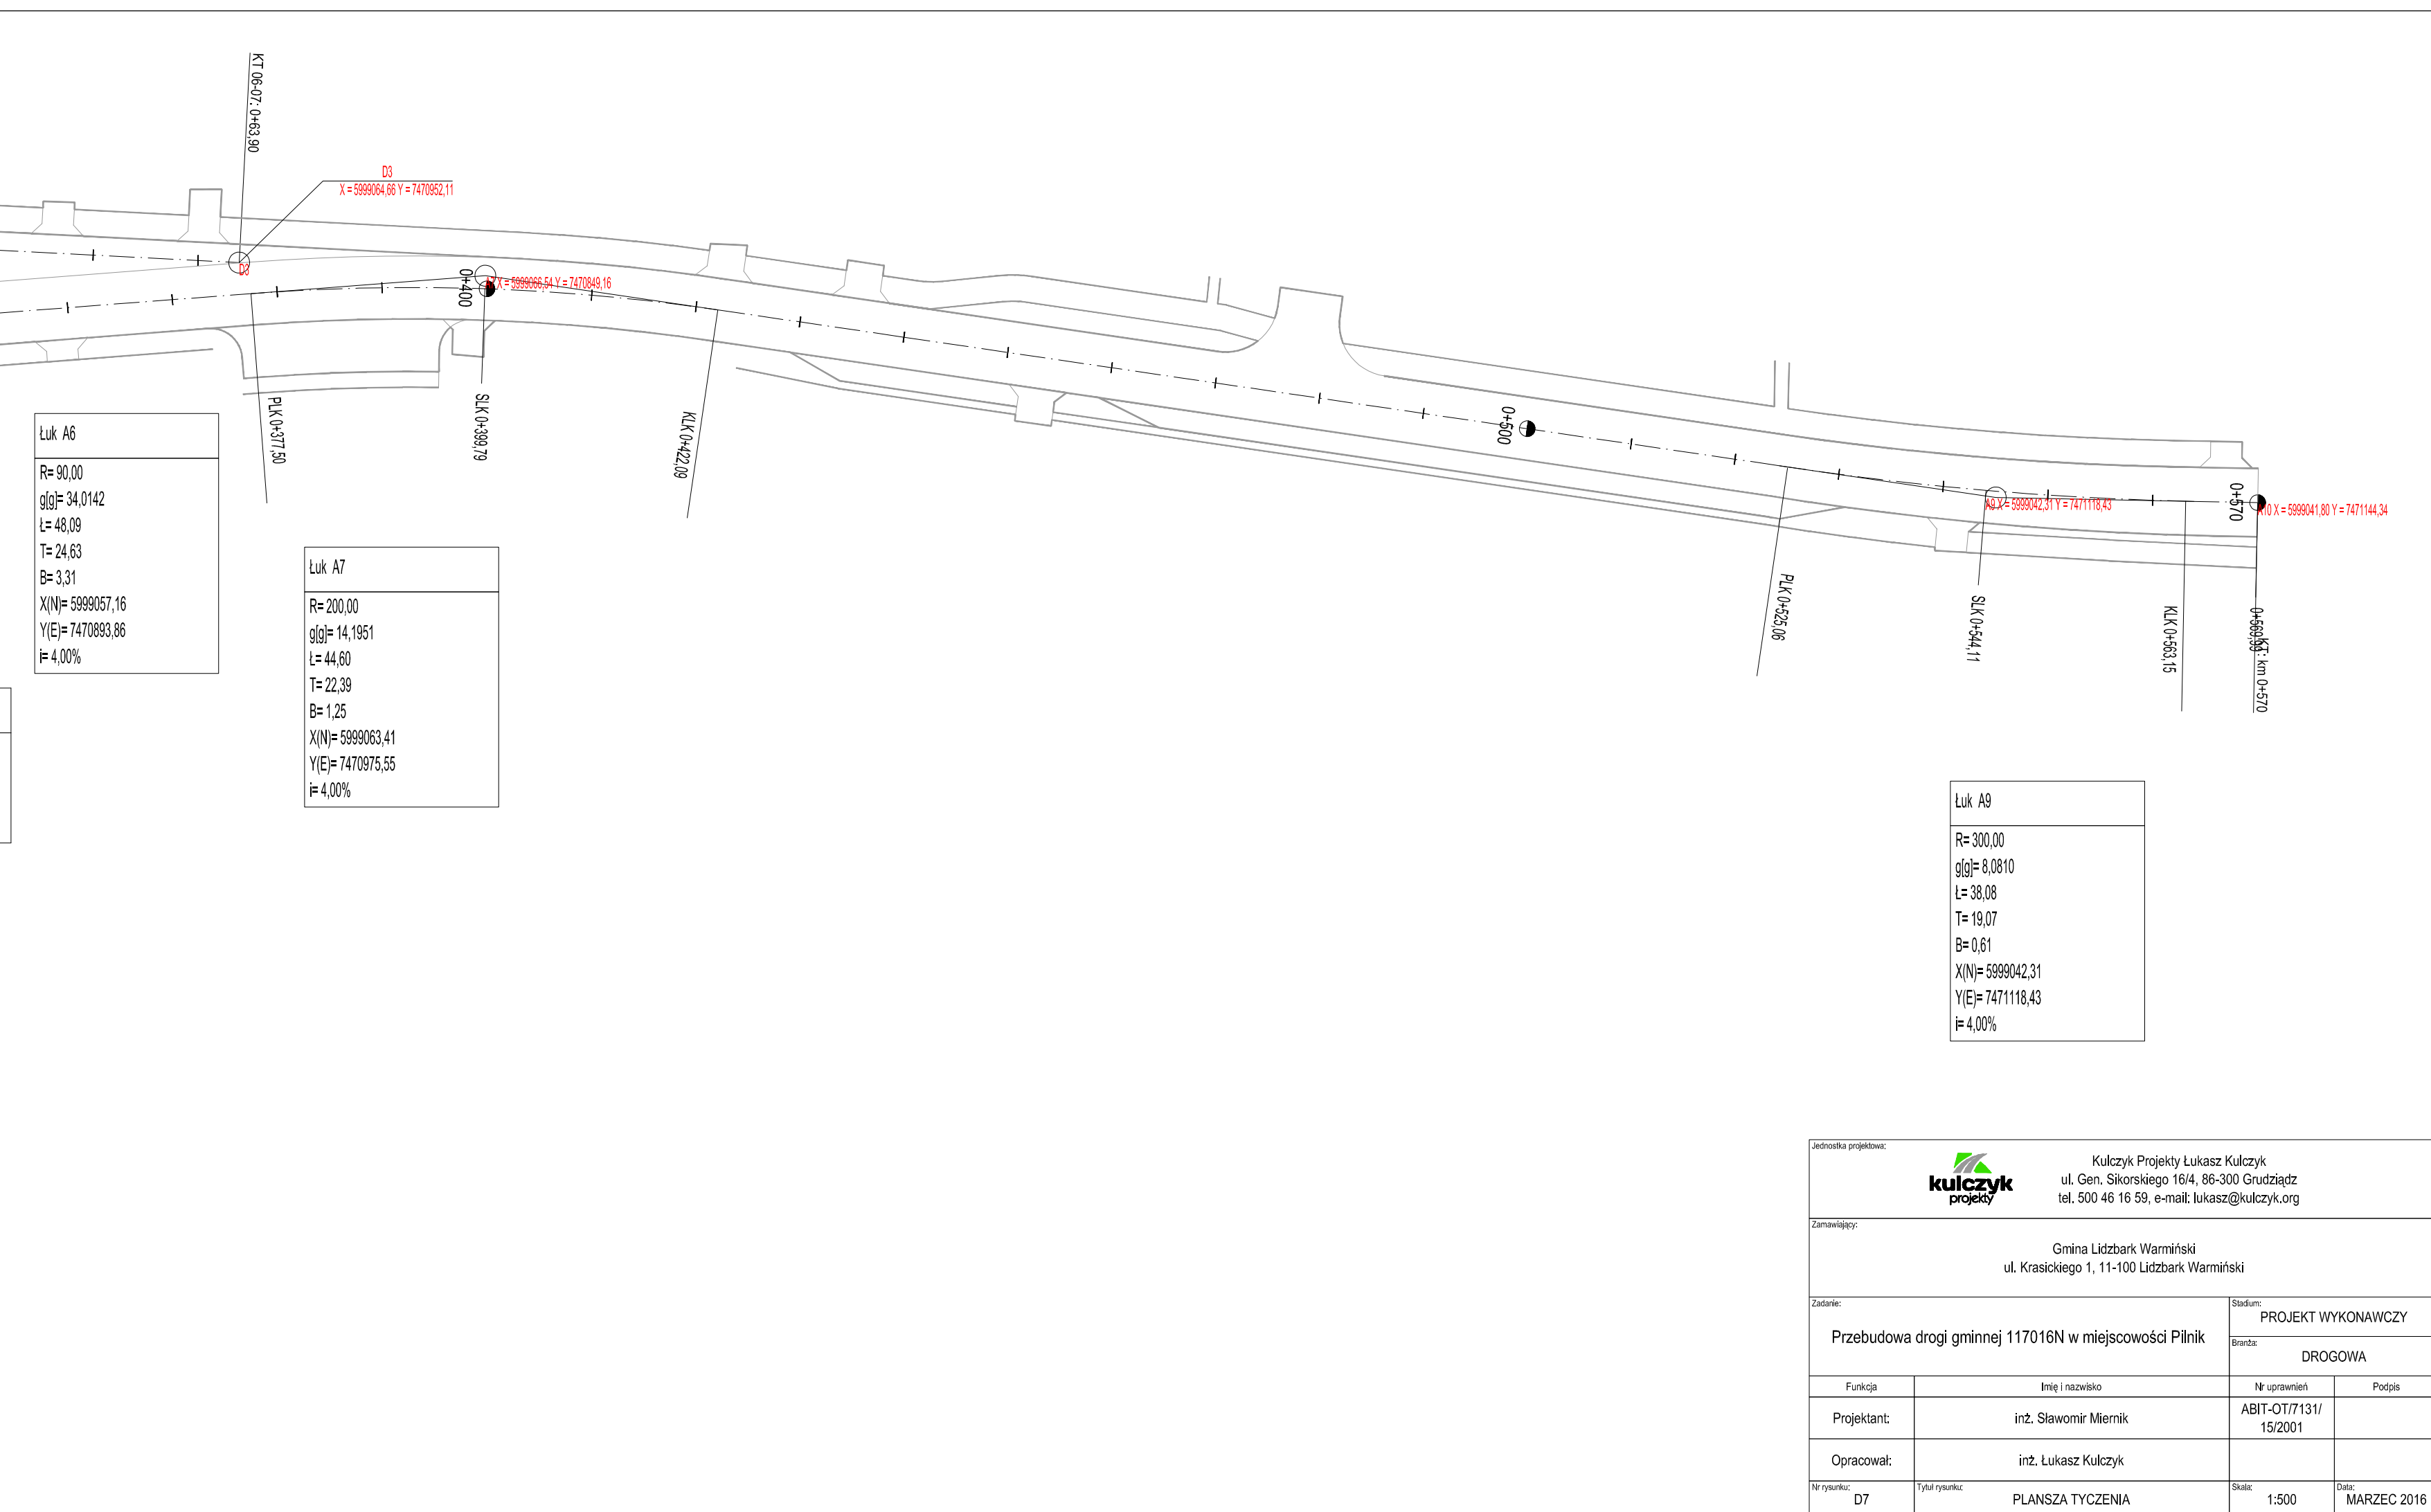 KT 06-07: 0+63,90
D3
X = 5999064,66 Y = 7470952,11
D3
0+400
X = 5999066,54 Y = 7470849,16
PLK 0+377,50
SLK 0+399,79
KLK 0+422,09
0+500
PLK 0+525,06
A9 X = 5999042,31 Y = 7471118,43
SLK 0+544,11
KLK 0+563,15
0+570
A10 X = 5999041,80 Y = 7471144,34
KT: km 0+570
Łuk A6
R= 90,00
g[g]= 34,0142
Ł= 48,09
T= 24,63
B= 3,31
X(N)= 5999057,16
Y(E)= 7470893,86
i= 4,00%
Łuk A7
R= 200,00
g[g]= 14,1951
Ł= 44,60
T= 22,39
B= 1,25
X(N)= 5999063,41
Y(E)= 7470975,55
i= 4,00%
Łuk A9
R= 300,00
g[g]= 8,0810
Ł= 38,08
T= 19,07
B= 0,61
X(N)= 5999042,31
Y(E)= 7471118,43
i= 4,00%
Jednostka projektowa:
kulczyk
projekty
Kulczyk Projekty Łukasz Kulczyk
ul. Gen. Sikorskiego 16/4, 86-300 Grudziądz
tel. 500 46 16 59, e-mail: lukasz@kulczyk.org
Zamawiający:
Gmina Lidzbark Warmiński
ul. Krasickiego 1, 11-100 Lidzbark Warmiński
Zadanie:
Przebudowa drogi gminnej 117016N w miejscowości Pilnik
Stadium:
PROJEKT WYKONAWCZY
Branża:
DROGOWA
Funkcja Imię i nazwisko Nr uprawnień Podpis
Projektant: inż. Sławomir Miernik ABIT-OT/7131/
15/2001
Opracował: inż. Łukasz Kulczyk
Nr rysunku: Tytuł rysunku: Skala: Data:
D7 PLANSZA TYCZENIA 1:500 MARZEC 2016